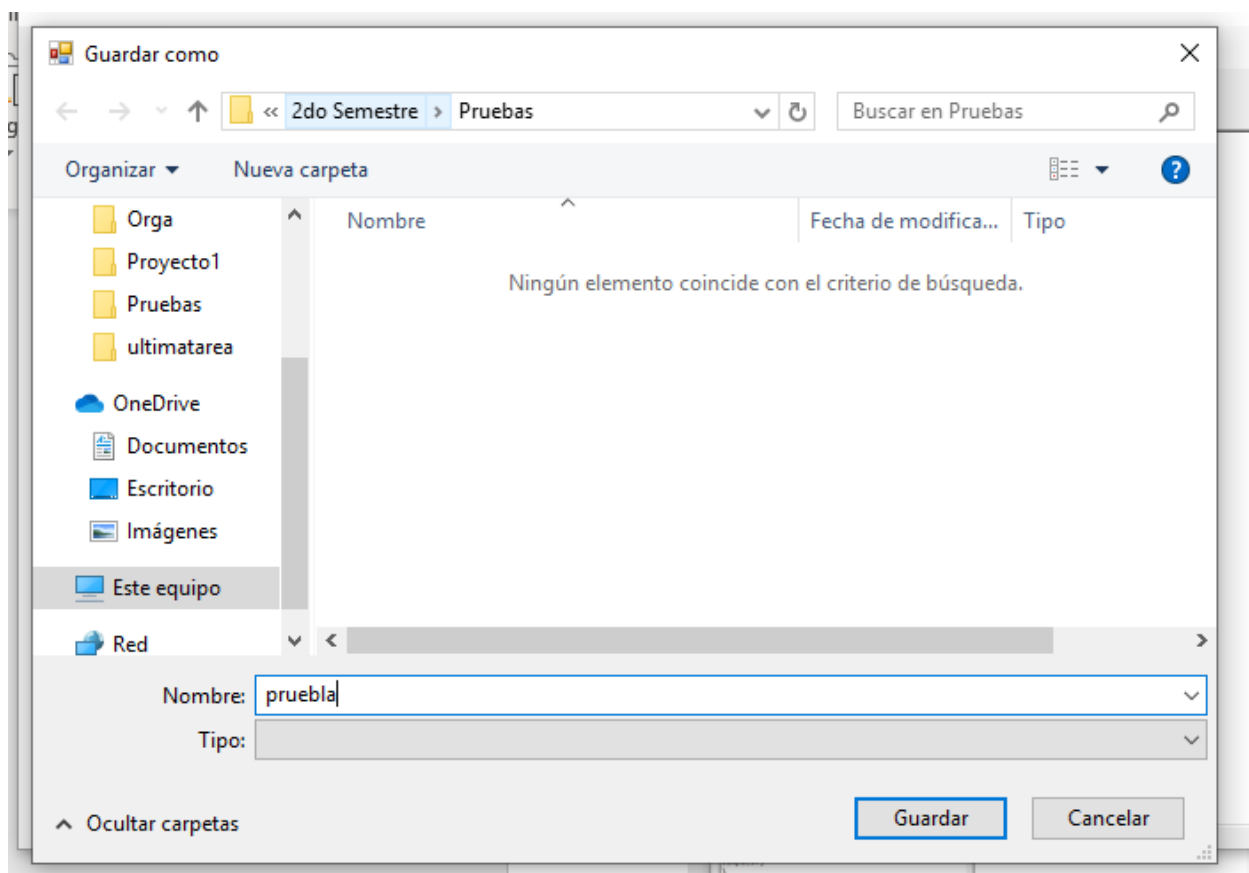 Guardar como
« 2do Semestre > Pruebas
Buscar en Pruebas
Organizar
Nueva carpeta
Orga
Proyecto1
Pruebas
ultimatarea
OneDrive
Documentos
Escritorio
Imágenes
Este equipo
Red
Nombre
Fecha de modifica...
Tipo
Ningún elemento coincide con el criterio de búsqueda.
Nombre: pruebla
Tipo:
Ocultar carpetas
Guardar
Cancelar